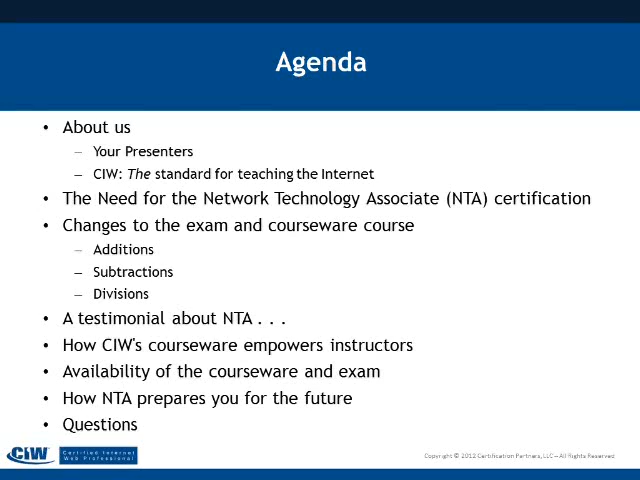 Agenda
• About us
– Your Presenters
– CIW: The standard for teaching the Internet
• The Need for the Network Technology Associate (NTA) certification
• Changes to the exam and courseware course
– Additions
– Subtractions
– Divisions
• A testimonial about NTA . . .
• How CIW's courseware empowers instructors
• Availability of the courseware and exam
• How NTA prepares you for the future
• Questions
CIW
Certified Internet
Web Professional
Copyright © 2012 Certification Partners, LLC – All Rights Reserved